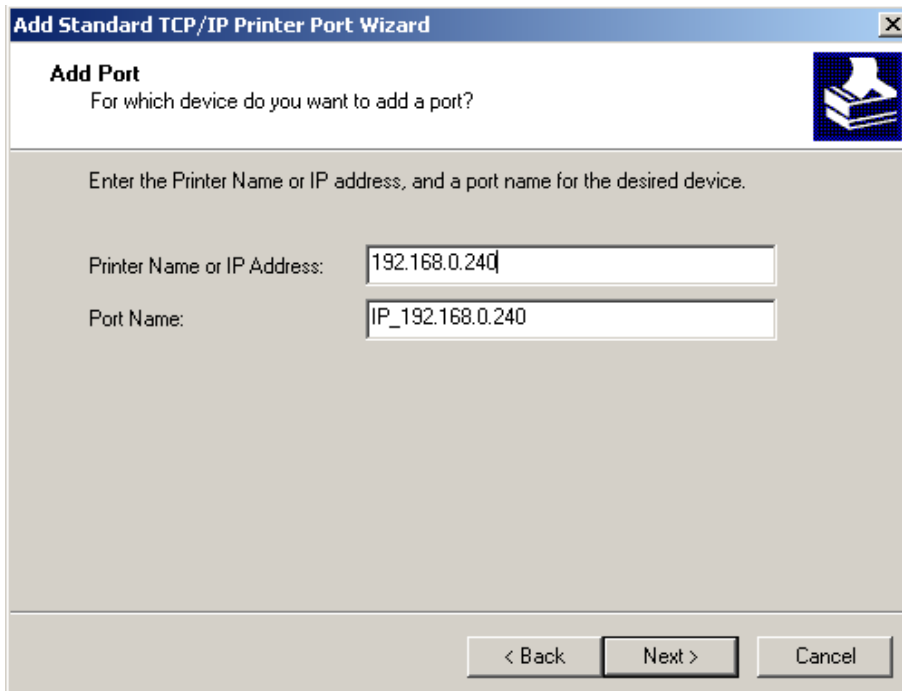 Add Standard TCP/IP Printer Port Wizard
Add Port
For which device do you want to add a port?
Enter the Printer Name or IP address, and a port name for the desired device.
Printer Name or IP Address: 192.168.0.240
Port Name: IP_192.168.0.240
< Back Next > Cancel